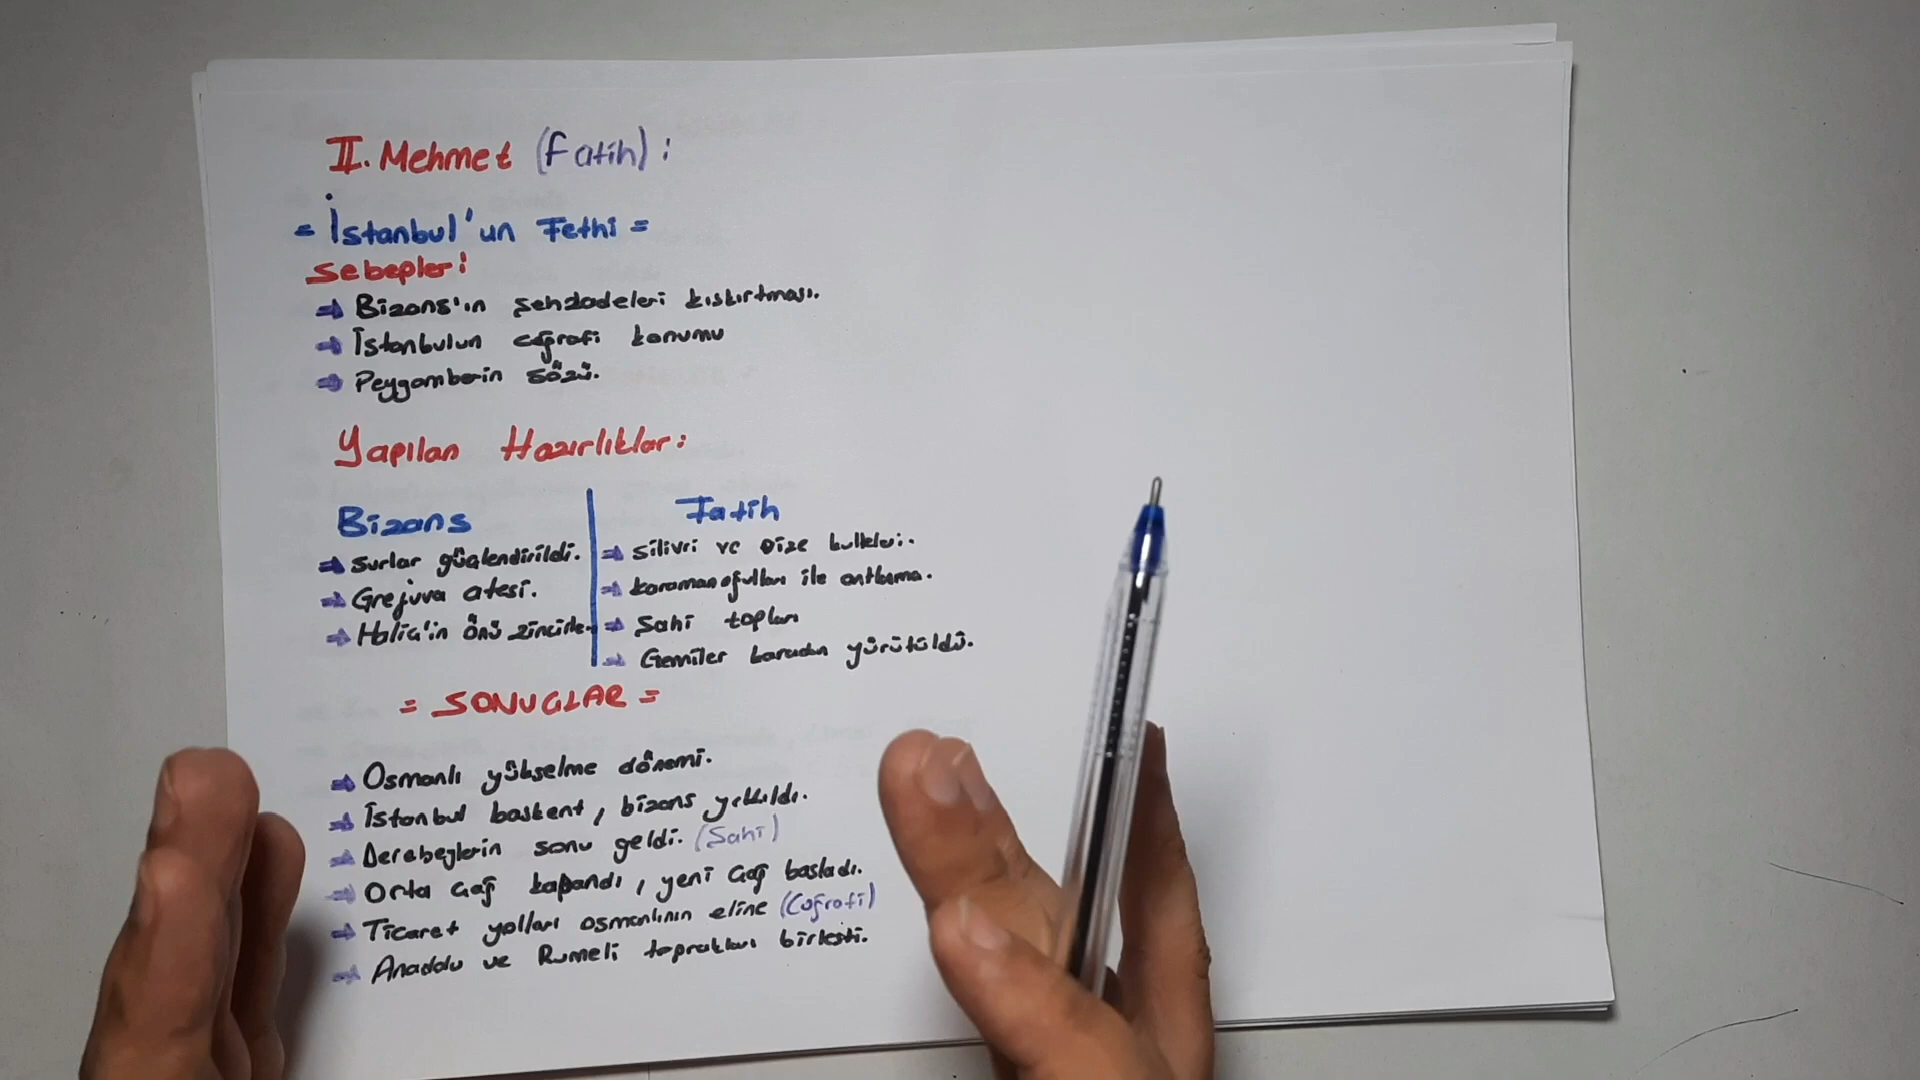 II. Mehmet (Fatih) :
= İstanbul'un Fethi =
Sebepler:
⇒ Bizans'ın şehzadeleri kışkırtması.
⇒ İstanbulun coğrafi konumu
⇒ Peygamberin sözü.
Yapılan Hazırlıklar:
Bizans
⇒ Surlar güçlendirildi.
⇒ Grejuva ateşi.
⇒ Haliç'in önü zincirle
Fatih
⇒ Silivri ve Vize kuleleri.
⇒ Karamanoğulları ile antlaşma.
⇒ Şahi topları
⇒ Gemiler karadan yürütüldü.
= SONUÇLAR =
⇒ Osmanlı yükselme dönemi.
⇒ İstanbul başkent, bizans yıkıldı.
⇒ Derebeylerin sonu geldi. (Şahi)
⇒ Orta çağ kapandı, yeni çağ başladı.
⇒ Ticaret yolları osmanlının eline (Coğrafi)
⇒ Anadolu ve Rumeli toprakları birleşti.